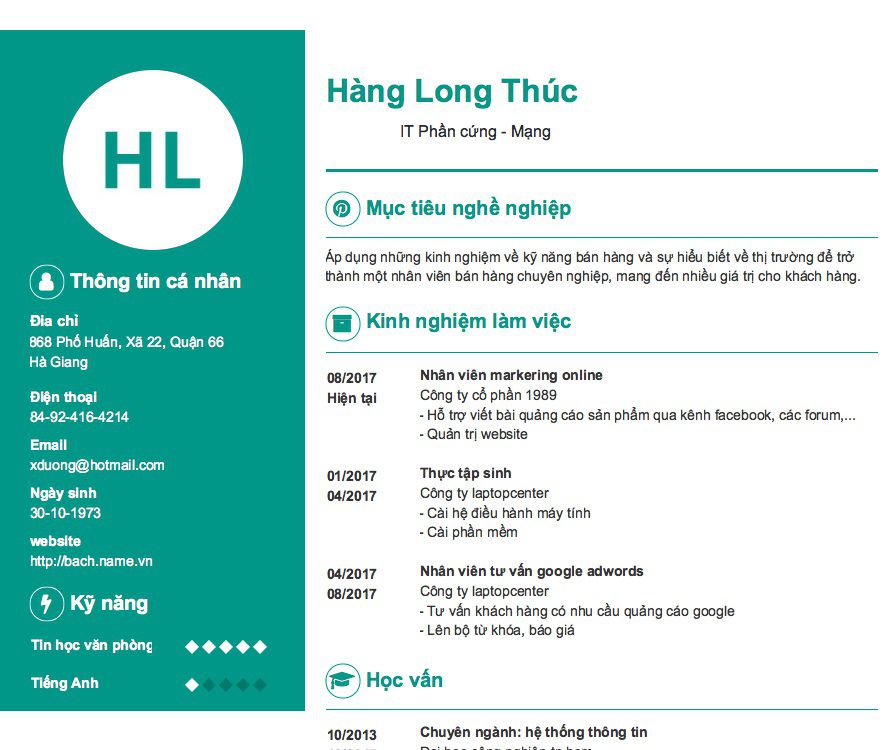 HL
Thông tin cá nhân
Địa chỉ
868 Phố Huấn, Xã 22, Quận 66
Hà Giang
Điện thoại
84-92-416-4214
Email
xduong@hotmail.com
Ngày sinh
30-10-1973
website
http://bach.name.vn
Kỹ năng
Tin học văn phòng
Tiếng Anh
Hàng Long Thúc
IT Phần cứng - Mạng
Mục tiêu nghề nghiệp
Áp dụng những kinh nghiệm về kỹ năng bán hàng và sự hiểu biết về thị trường để trở
thành một nhân viên bán hàng chuyên nghiệp, mang đến nhiều giá trị cho khách hàng.
Kinh nghiệm làm việc
08/2017
Hiện tại
Nhân viên markering online
Công ty cổ phần 1989
- Hỗ trợ viết bài quảng cáo sản phẩm qua kênh facebook, các forum,...
- Quản trị website
01/2017
04/2017
Thực tập sinh
Công ty laptopcenter
- Cài hệ điều hành máy tính
- Cài phần mềm
04/2017
08/2017
Nhân viên tư vấn google adwords
Công ty laptopcenter
- Tư vấn khách hàng có nhu cầu quảng cáo google
- Lên bộ từ khóa, báo giá
Học vấn
10/2013
Chuyên ngành: hệ thống thông tin